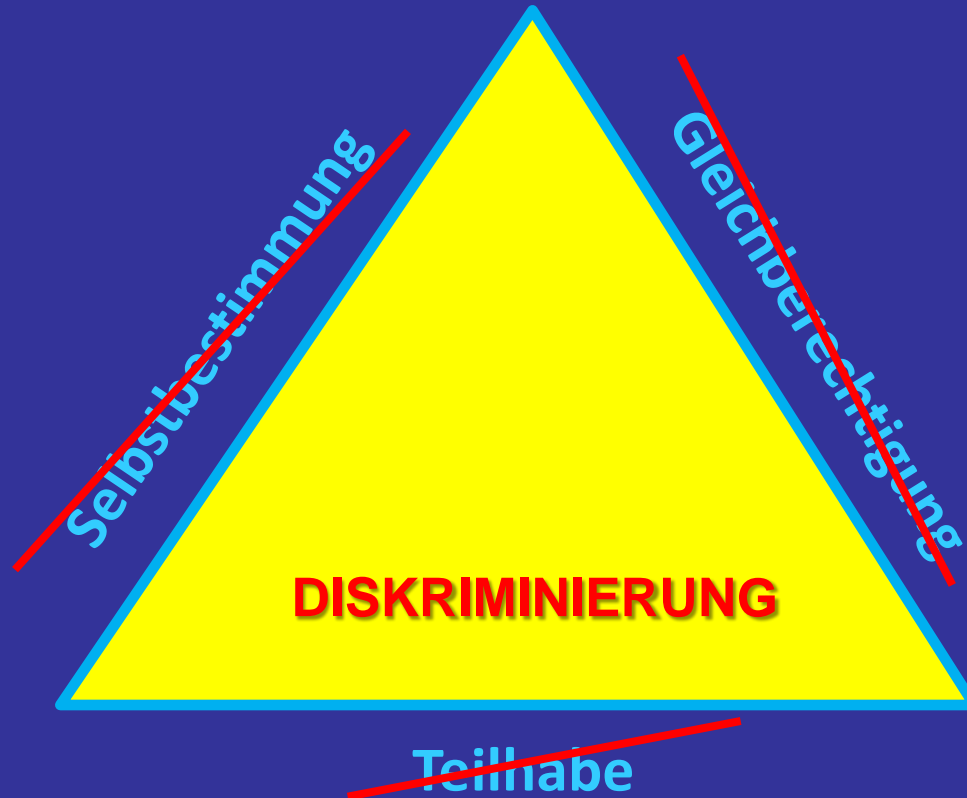 Selbstbestimmung
Gleichberechtigung
DISKRIMINIERUNG
Teilhabe